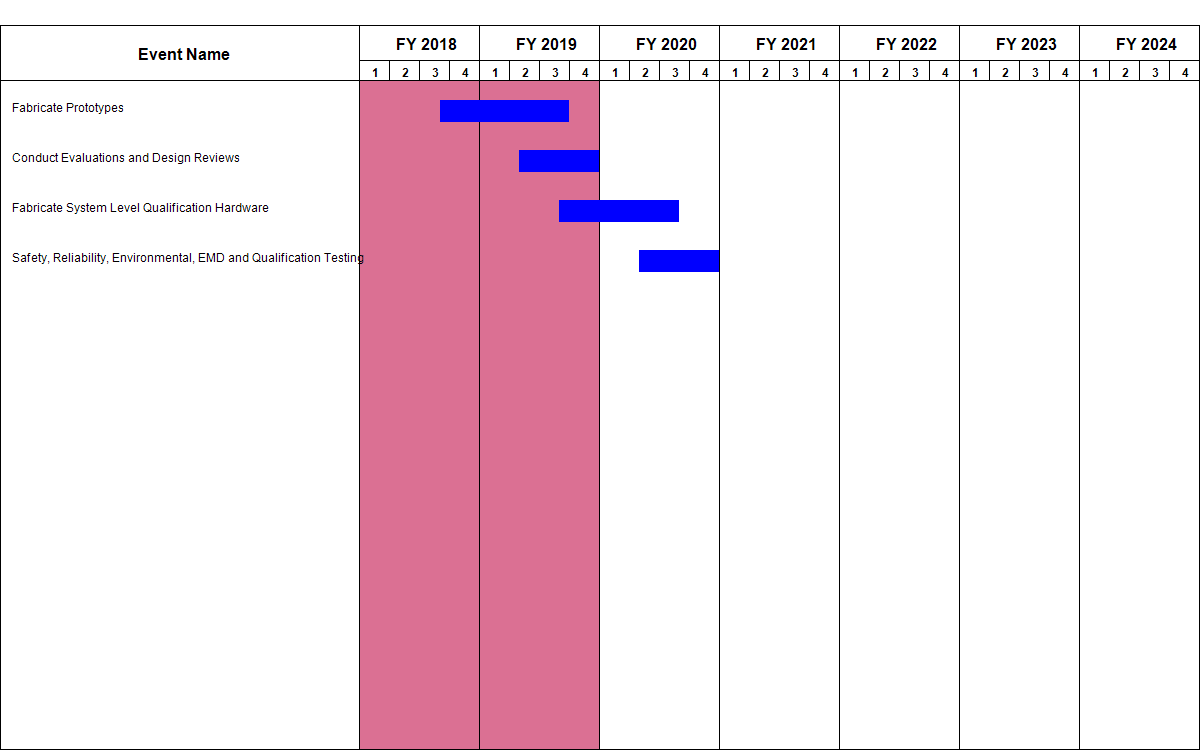 Event Name
FY 2018 FY 2019 FY 2020 FY 2021 FY 2022 FY 2023 FY 2024
1 2 3 4 1 2 3 4 1 2 3 4 1 2 3 4 1 2 3 4 1 2 3 4 1 2 3 4
Fabricate Prototypes
Conduct Evaluations and Design Reviews
Fabricate System Level Qualification Hardware
Safety, Reliability, Environmental, EMD and Qualification Testing